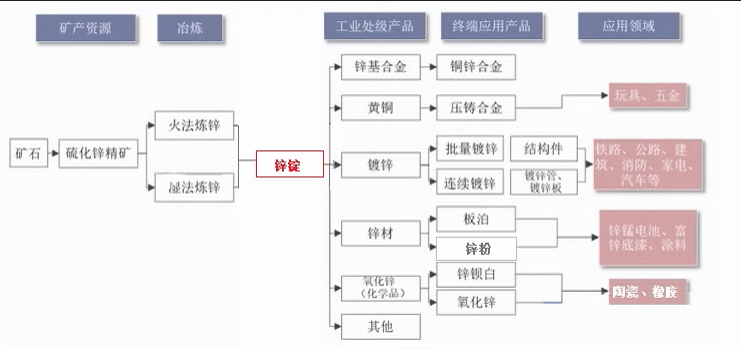 矿产资源
冶炼
工业处级产品
终端应用产品
应用领域
矿石
硫化锌精矿
火法炼锌
湿法炼锌
锌锭
锌基合金
铜锌合金
黄铜
压铸合金
玩具、五金
镀锌
批量镀锌
结构件
连续镀锌
镀锌管、
镀锌板
铁路、公路、建
筑、消防、家电、
汽车等
锌材
板泊
锌粉
锌锰电池、富
锌底漆、涂料
氧化锌
（化学品）
锌钡白
氧化锌
陶瓷、橡胶
其他